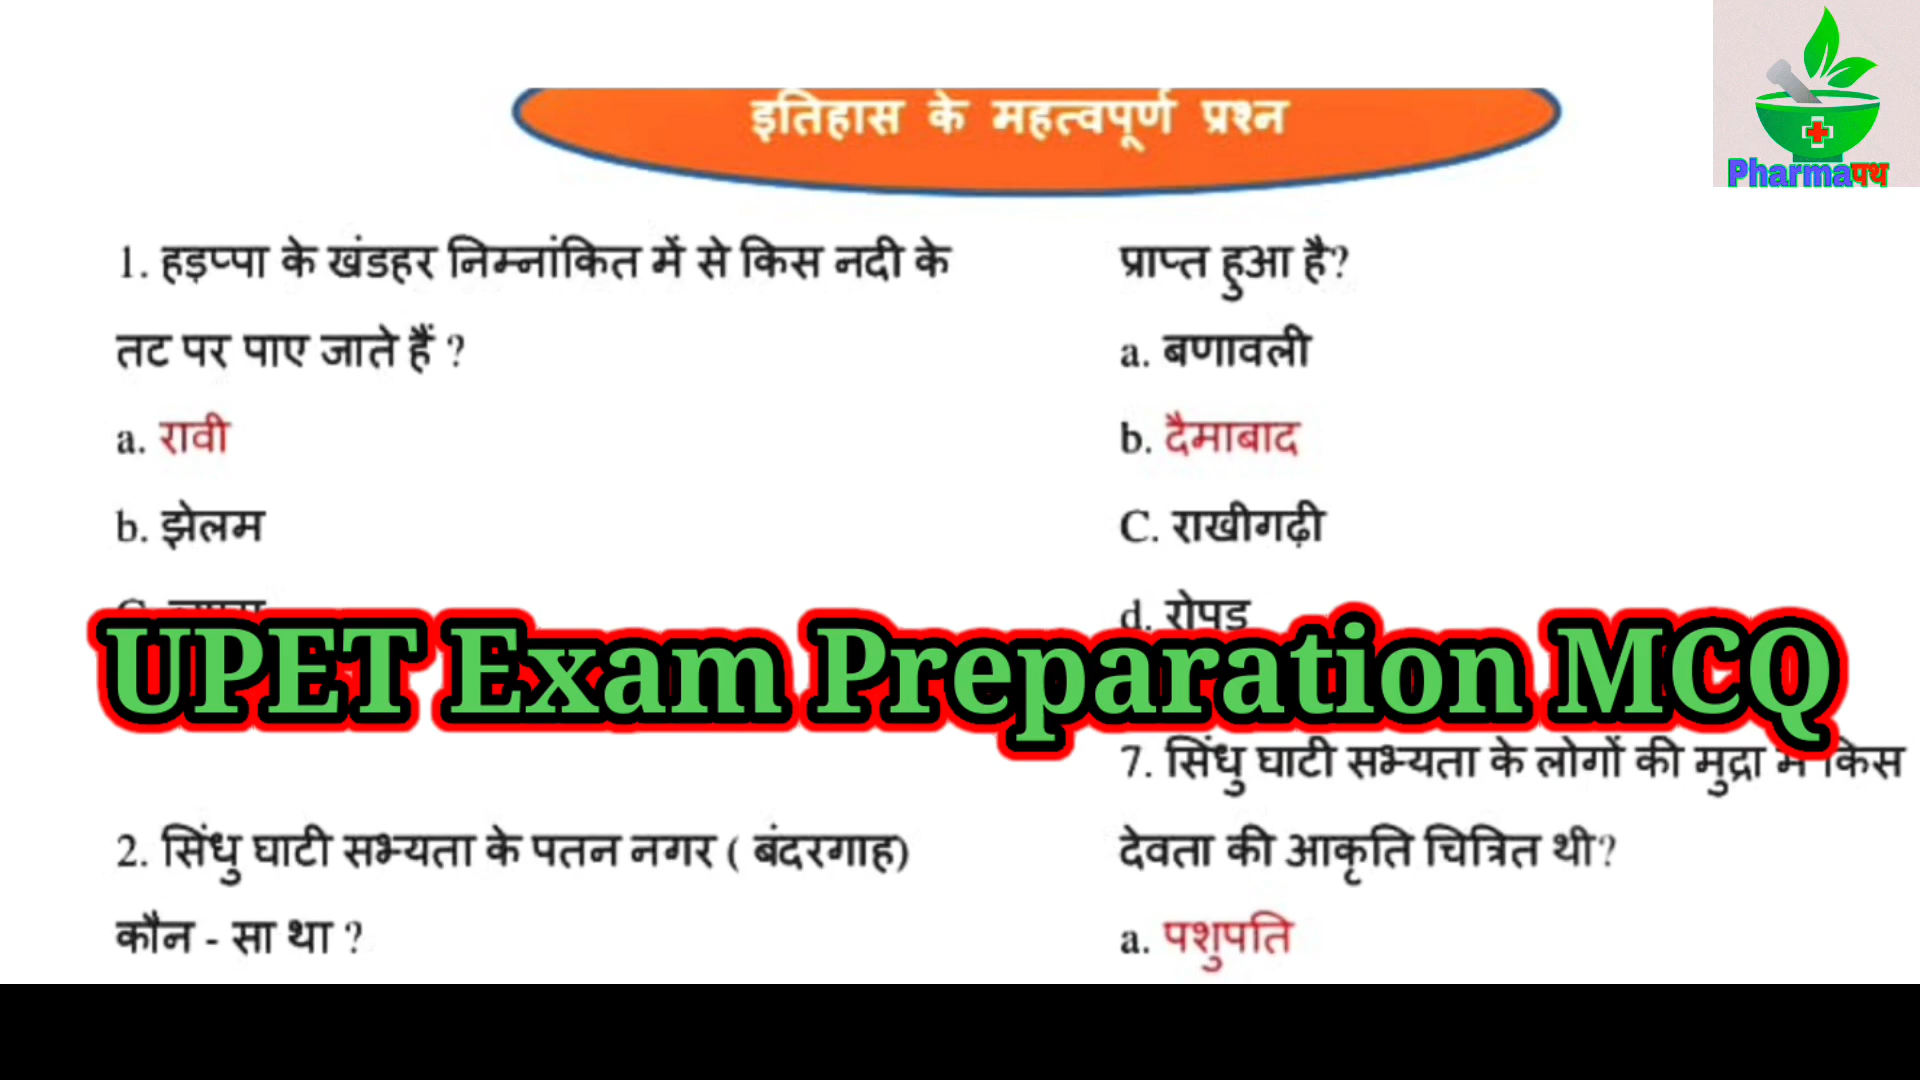 इतिहास के महत्वपूर्ण प्रश्न
Pharmaपथ
1. हड़प्पा के खंडहर निम्नांकित में से किस नदी के
तट पर पाए जाते हैं ?
a. रावी
b. झेलम
2. सिंधु घाटी सभ्यता के पतन नगर ( बंदरगाह)
कौन - सा था ?
प्राप्त हुआ है?
a. बणावली
b. दैमाबाद
C. राखीगढ़ी
d. रोपड़
UPET Exam Preparation MCQ
7. सिंधु घाटी सभ्यता के लोगों की मुद्रा में किस
देवता की आकृति चित्रित थी?
a. पशुपति